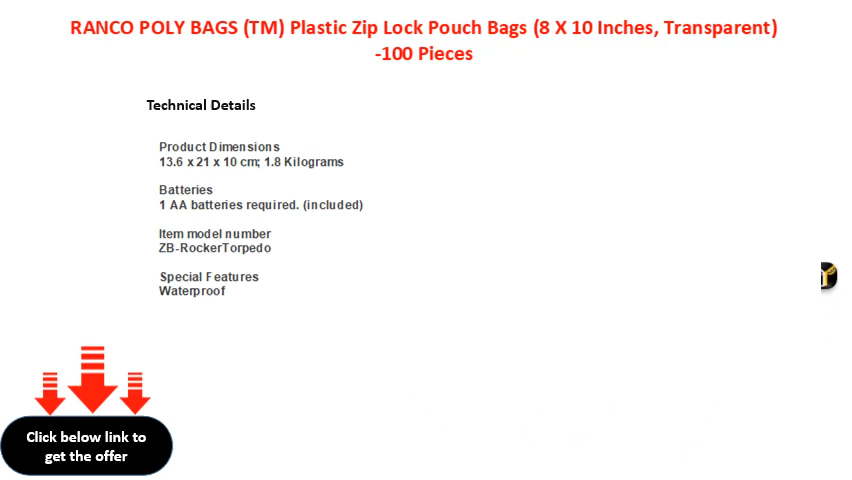 RANCO POLY BAGS (TM) Plastic Zip Lock Pouch Bags (8 X 10 Inches, Transparent)
-100 Pieces
Technical Details
Product Dimensions
13.6 x 21 x 10 cm; 1.8 Kilograms
Batteries
1 AA batteries required. (included)
Item model number
ZB-RockerTorpedo
Special Features
Waterproof
Click below link to
get the offer